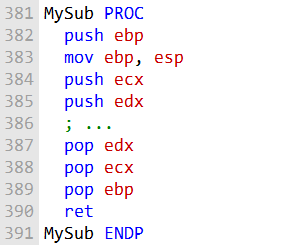 381 MySub PROC
382   push ebp
383   mov ebp, esp
384   push ecx
385   push edx
386   ; ...
387   pop edx
388   pop ecx
389   pop ebp
390   ret
391 MySub ENDP